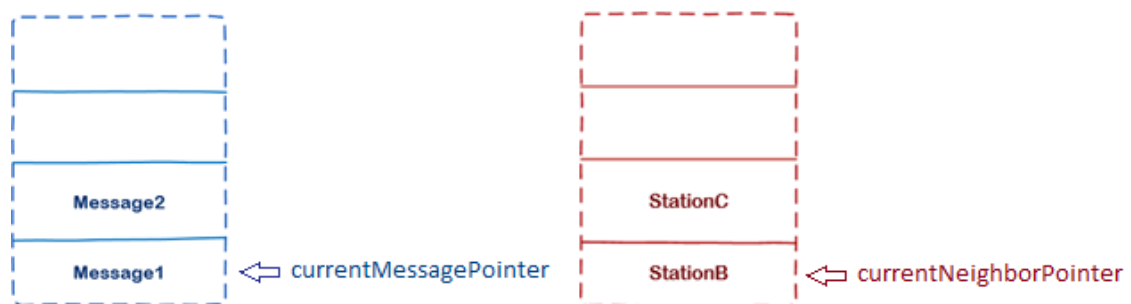 Message2
Message1
currentMessagePointer
StationC
StationB
currentNeighborPointer